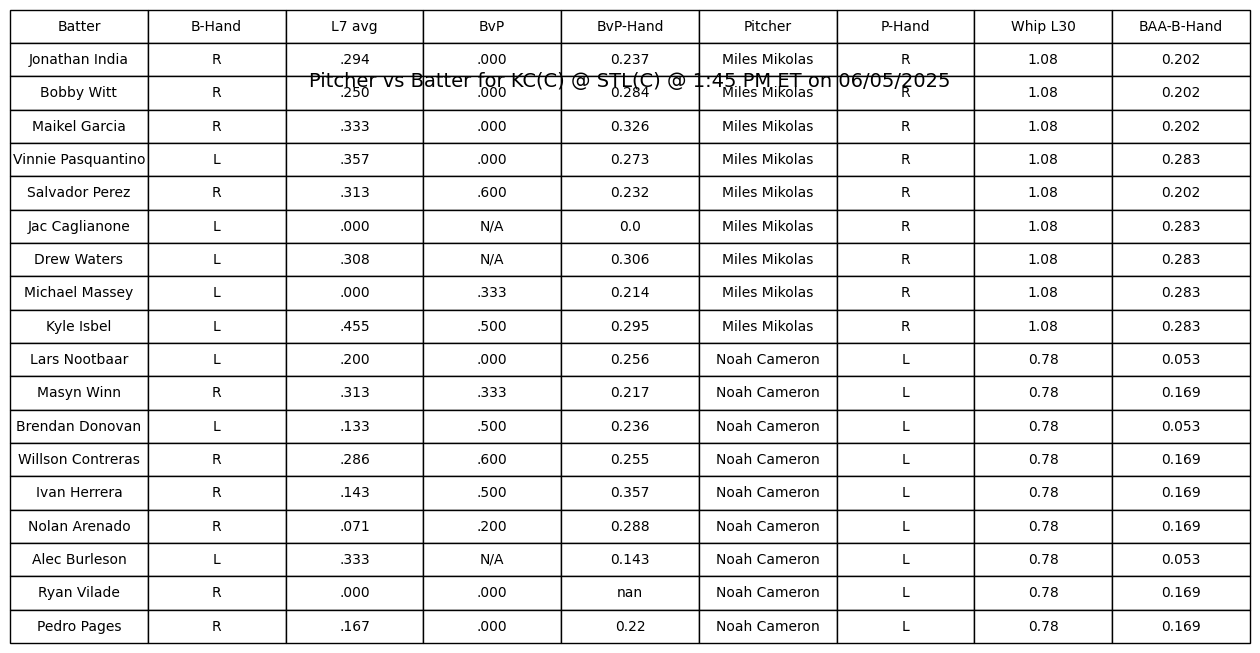 Batter B-Hand L7 avg BvP BvP-Hand Pitcher P-Hand Whip L30 BAA-B-Hand
Jonathan India R .294 .000 0.237 Miles Mikolas R 1.08 0.202
Pitcher vs Batter for KC(C) @ STL(C) @ 1:45 PM ET on 06/05/2025
Bobby Witt R .250 .000 0.284 Miles Mikolas R 1.08 0.202
Maikel Garcia R .333 .000 0.326 Miles Mikolas R 1.08 0.202
Vinnie Pasquantino L .357 .000 0.273 Miles Mikolas R 1.08 0.283
Salvador Perez R .313 .600 0.232 Miles Mikolas R 1.08 0.202
Jac Caglianone L .000 N/A 0.0 Miles Mikolas R 1.08 0.283
Drew Waters L .308 N/A 0.306 Miles Mikolas R 1.08 0.283
Michael Massey L .000 .333 0.214 Miles Mikolas R 1.08 0.283
Kyle Isbel L .455 .500 0.295 Miles Mikolas R 1.08 0.283
Lars Nootbaar L .200 .000 0.256 Noah Cameron L 0.78 0.053
Masyn Winn R .313 .333 0.217 Noah Cameron L 0.78 0.169
Brendan Donovan L .133 .500 0.236 Noah Cameron L 0.78 0.053
Willson Contreras R .286 .600 0.255 Noah Cameron L 0.78 0.169
Ivan Herrera R .143 .500 0.357 Noah Cameron L 0.78 0.169
Nolan Arenado R .071 .200 0.288 Noah Cameron L 0.78 0.169
Alec Burleson L .333 N/A 0.143 Noah Cameron L 0.78 0.053
Ryan Vilade R .000 .000 nan Noah Cameron L 0.78 0.169
Pedro Pages R .167 .000 0.22 Noah Cameron L 0.78 0.169